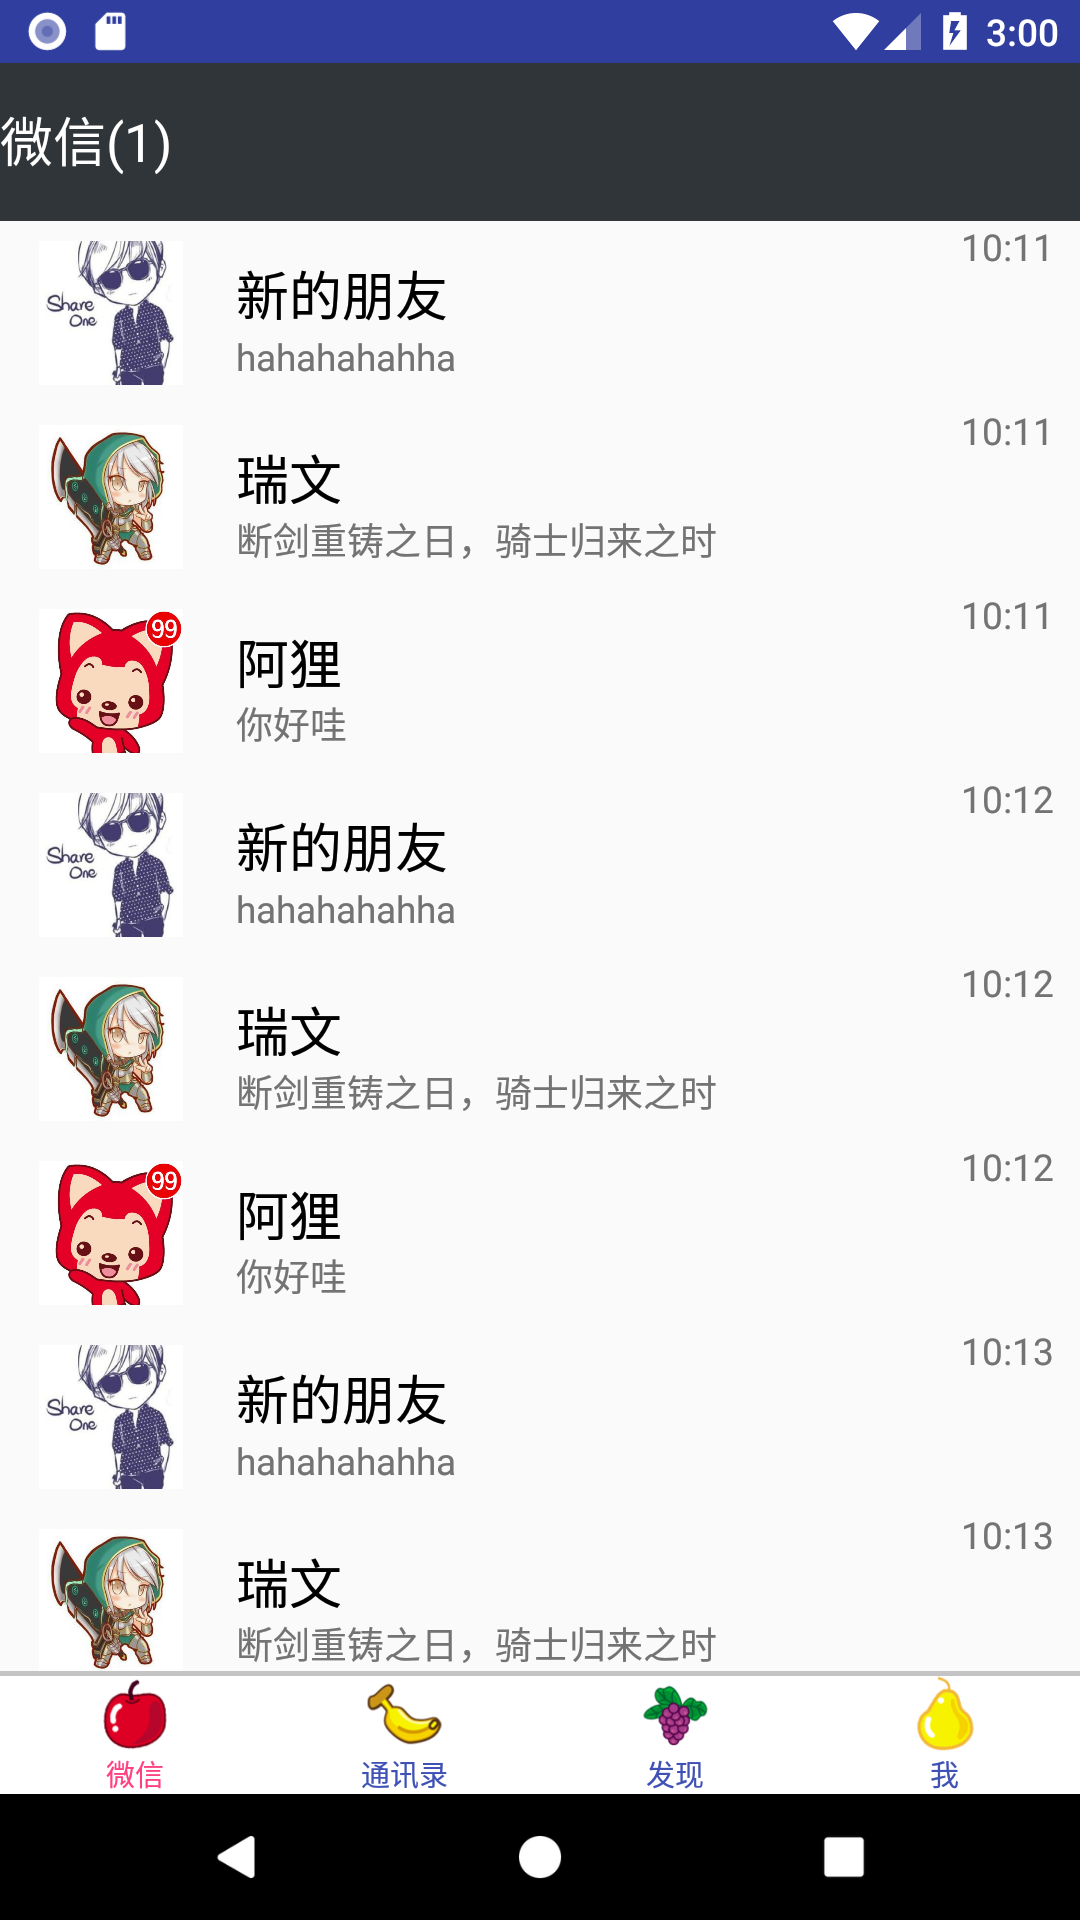 3:00
微信(1)
10:11
Share
One
新的朋友
hahahahahha
10:11
瑞文
断剑重铸之日，骑士归来之时
10:11
99
阿狸
你好哇
10:12
Share
One
新的朋友
hahahahahha
10:12
瑞文
断剑重铸之日，骑士归来之时
10:12
99
阿狸
你好哇
10:13
Share
One
新的朋友
hahahahahha
10:13
瑞文
断剑重铸之日，骑士归来之时
微信 通讯录 发现 我